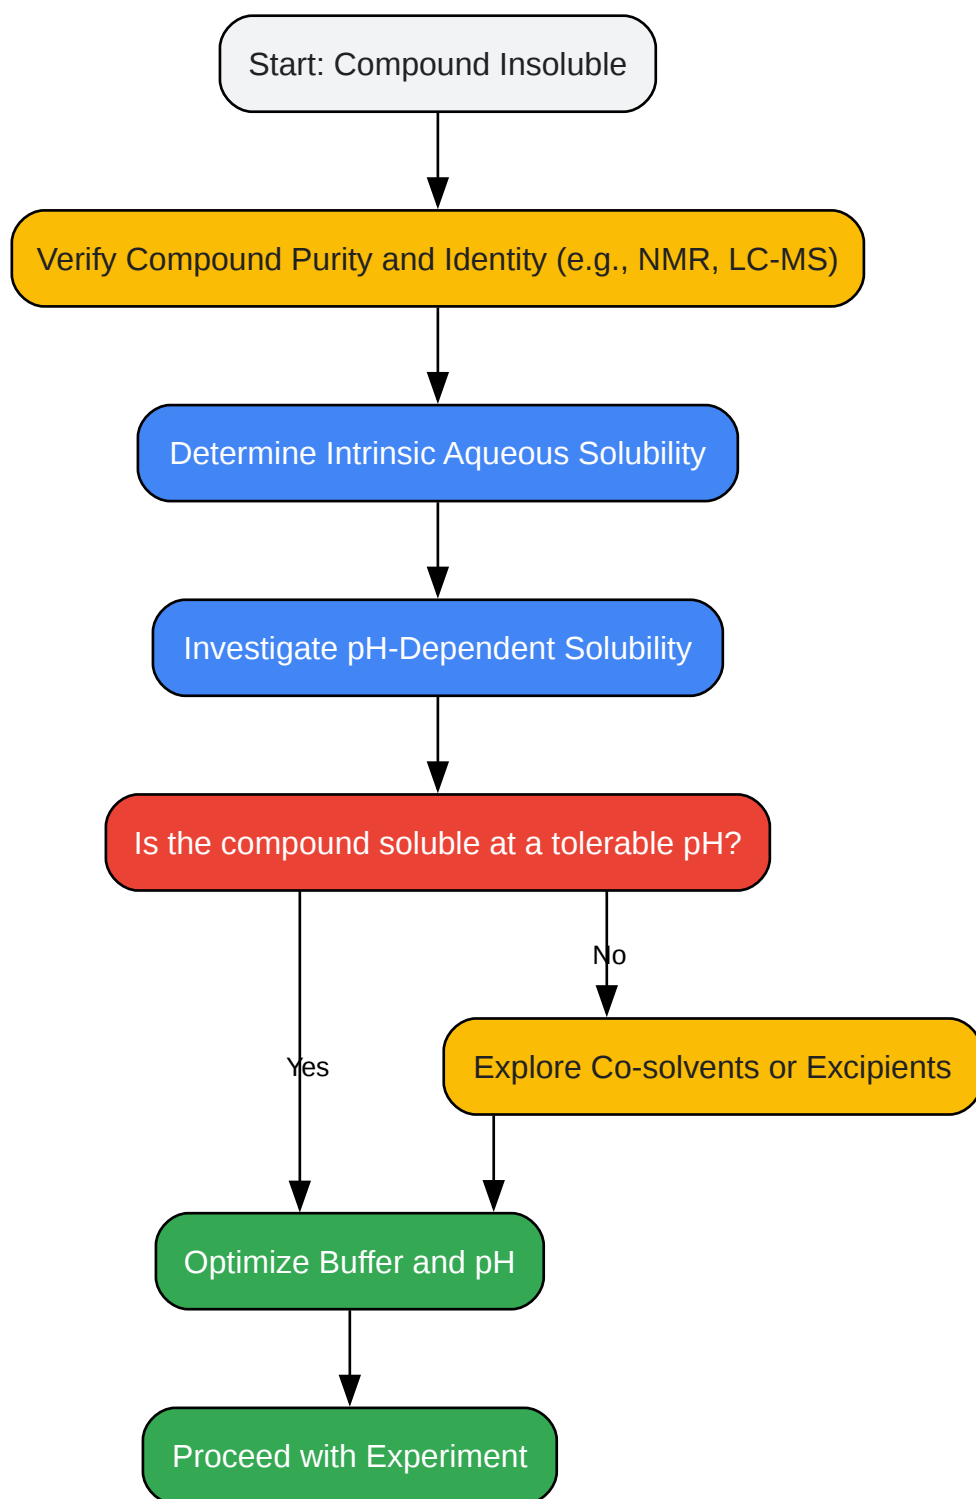 Start: Compound Insoluble
Verify Compound Purity and Identity (e.g., NMR, LC-MS)
Determine Intrinsic Aqueous Solubility
Investigate pH-Dependent Solubility
Is the compound soluble at a tolerable pH?
No
Yes
Explore Co-solvents or Excipients
Optimize Buffer and pH
Proceed with Experiment